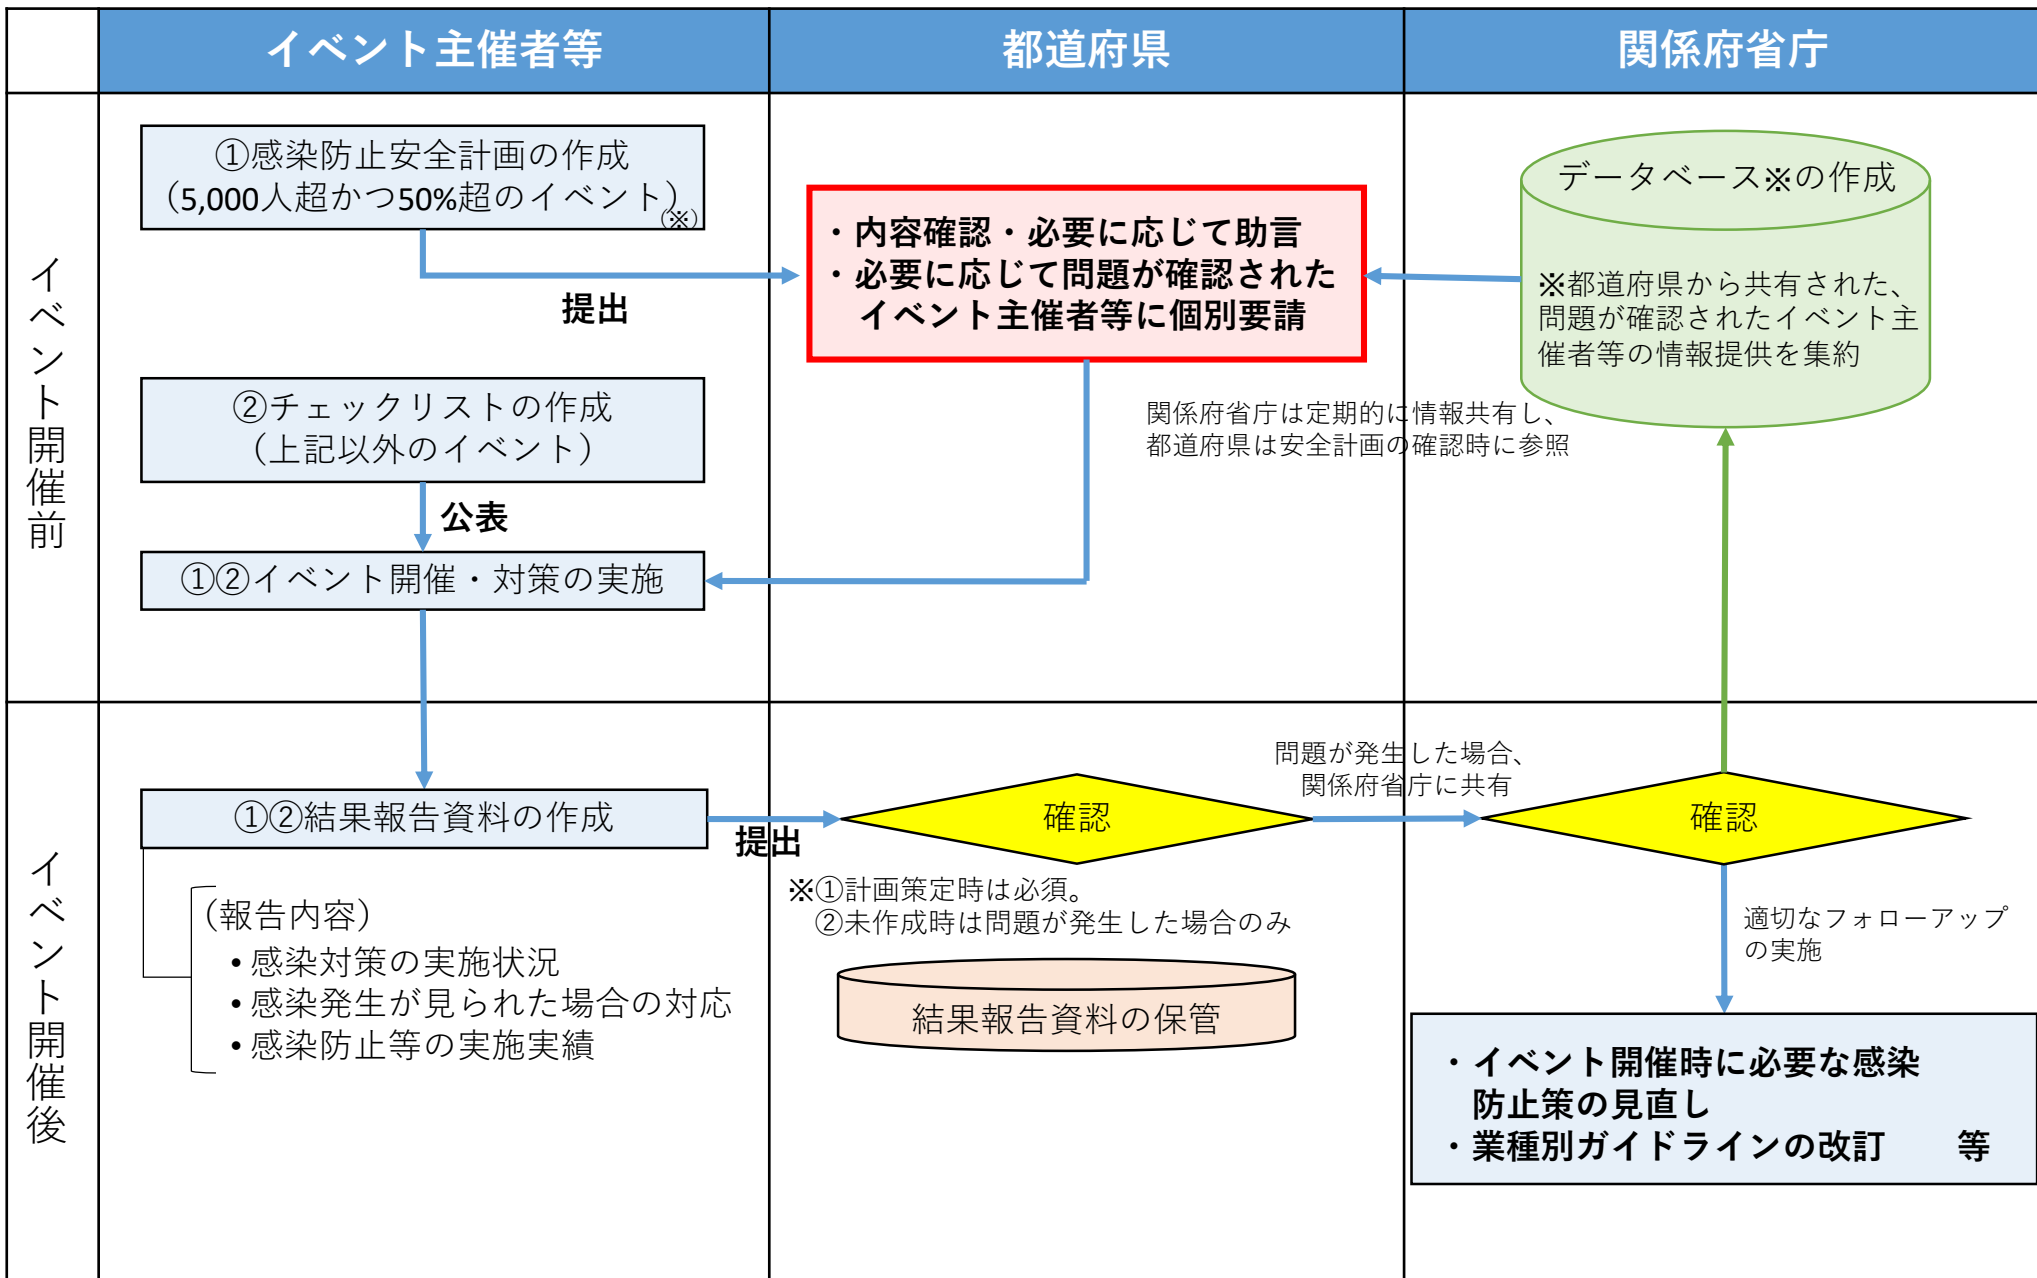 イベント主催者等
都道府県
関係府省庁
イベント開催前
①感染防止安全計画の作成
（5,000人超かつ50%超のイベント）
（※）
提出
・内容確認・必要に応じて助言
・必要に応じて問題が確認された
イベント主催者等に個別要請
データベース※の作成
※都道府県から共有された、
問題が確認されたイベント主
催者等の情報提供を集約
関係府省庁は定期的に情報共有し、
都道府県は安全計画の確認時に参照
②チェックリストの作成
（上記以外のイベント）
公表
①②イベント開催・対策の実施
イベント開催後
①②結果報告資料の作成
提出
確認
問題が発生した場合、
関係府省庁に共有
確認
※①計画策定時は必須。
②未作成時は問題が発生した場合のみ
（報告内容）
• 感染対策の実施状況
• 感染発生が見られた場合の対応
• 感染防止等の実施実績
結果報告資料の保管
適切なフォローアップ
の実施
・イベント開催時に必要な感染
防止策の見直し
・業種別ガイドラインの改訂　　等